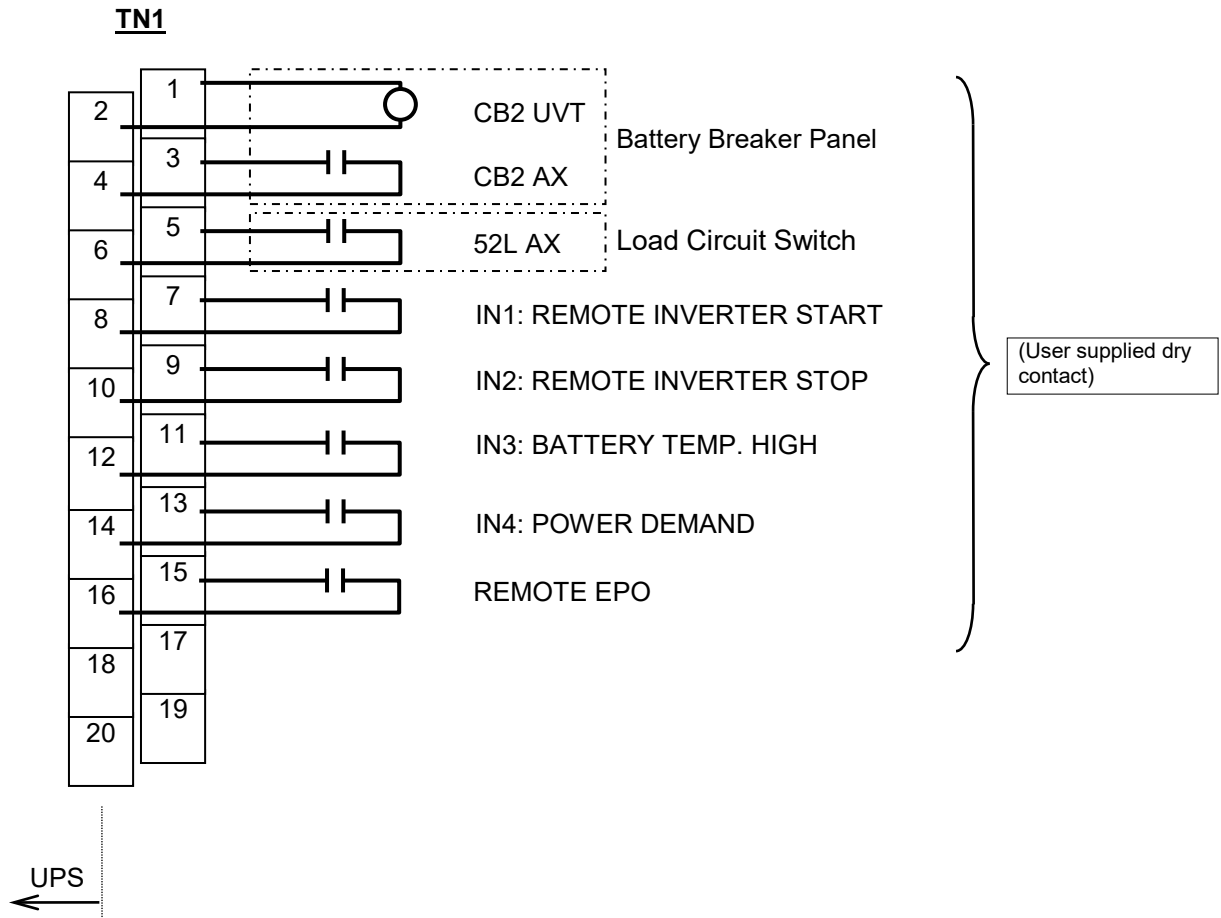 TN1
1
2
CB2 UVT
Battery Breaker Panel
3
4
CB2 AX
5
6
52L AX
Load Circuit Switch
7
8
IN1: REMOTE INVERTER START
9
10
IN2: REMOTE INVERTER STOP
(User supplied dry
contact)
11
12
IN3: BATTERY TEMP. HIGH
13
14
IN4: POWER DEMAND
15
16
REMOTE EPO
17
18
19
20
UPS